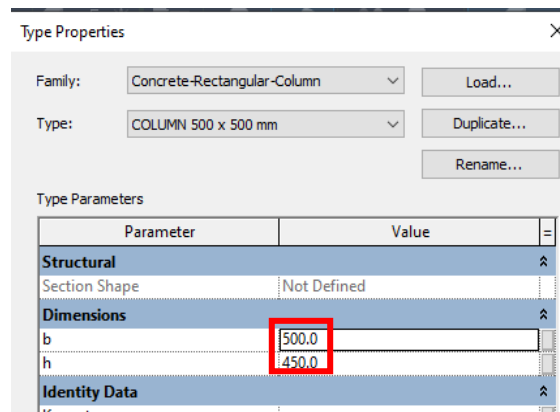 Type Properties
Family: Concrete-Rectangular-Column Load...
Type: COLUMN 500 x 500 mm Duplicate...
Rename...
Type Parameters
Parameter Value =
Structural
Section Shape Not Defined
Dimensions
b 500.0
h 450.0
Identity Data